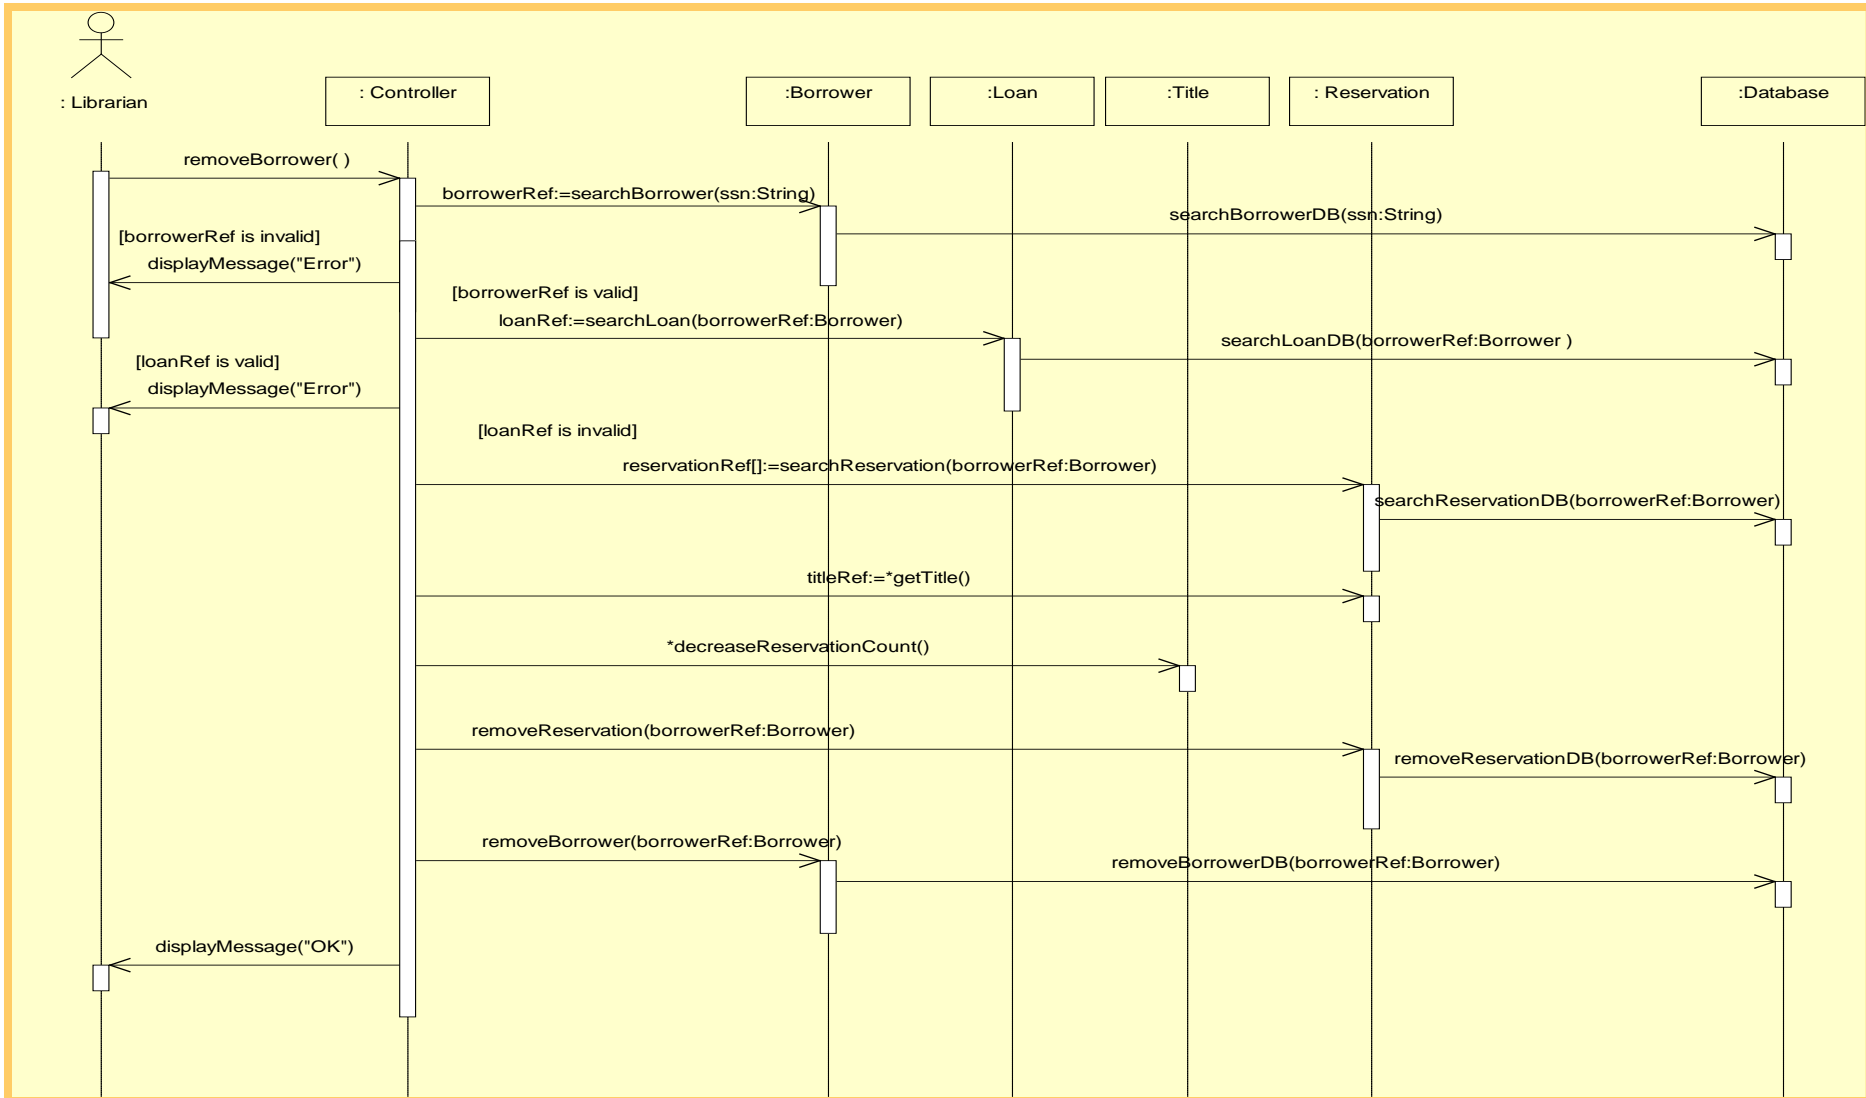 : Librarian
: Controller
:Borrower
:Loan
:Title
: Reservation
:Database
removeBorrower( )
borrowerRef:=searchBorrower(ssn:String)
searchBorrowerDB(ssn:String)
[borrowerRef is invalid]
displayMessage("Error")
[borrowerRef is valid]
loanRef:=searchLoan(borrowerRef:Borrower)
searchLoanDB(borrowerRef:Borrower )
[loanRef is valid]
displayMessage("Error")
[loanRef is invalid]
reservationRef[]:=searchReservation(borrowerRef:Borrower)
searchReservationDB(borrowerRef:Borrower)
titleRef:=*getTitle()
*decreaseReservationCount()
removeReservation(borrowerRef:Borrower)
removeReservationDB(borrowerRef:Borrower)
removeBorrower(borrowerRef:Borrower)
removeBorrowerDB(borrowerRef:Borrower)
displayMessage("OK")